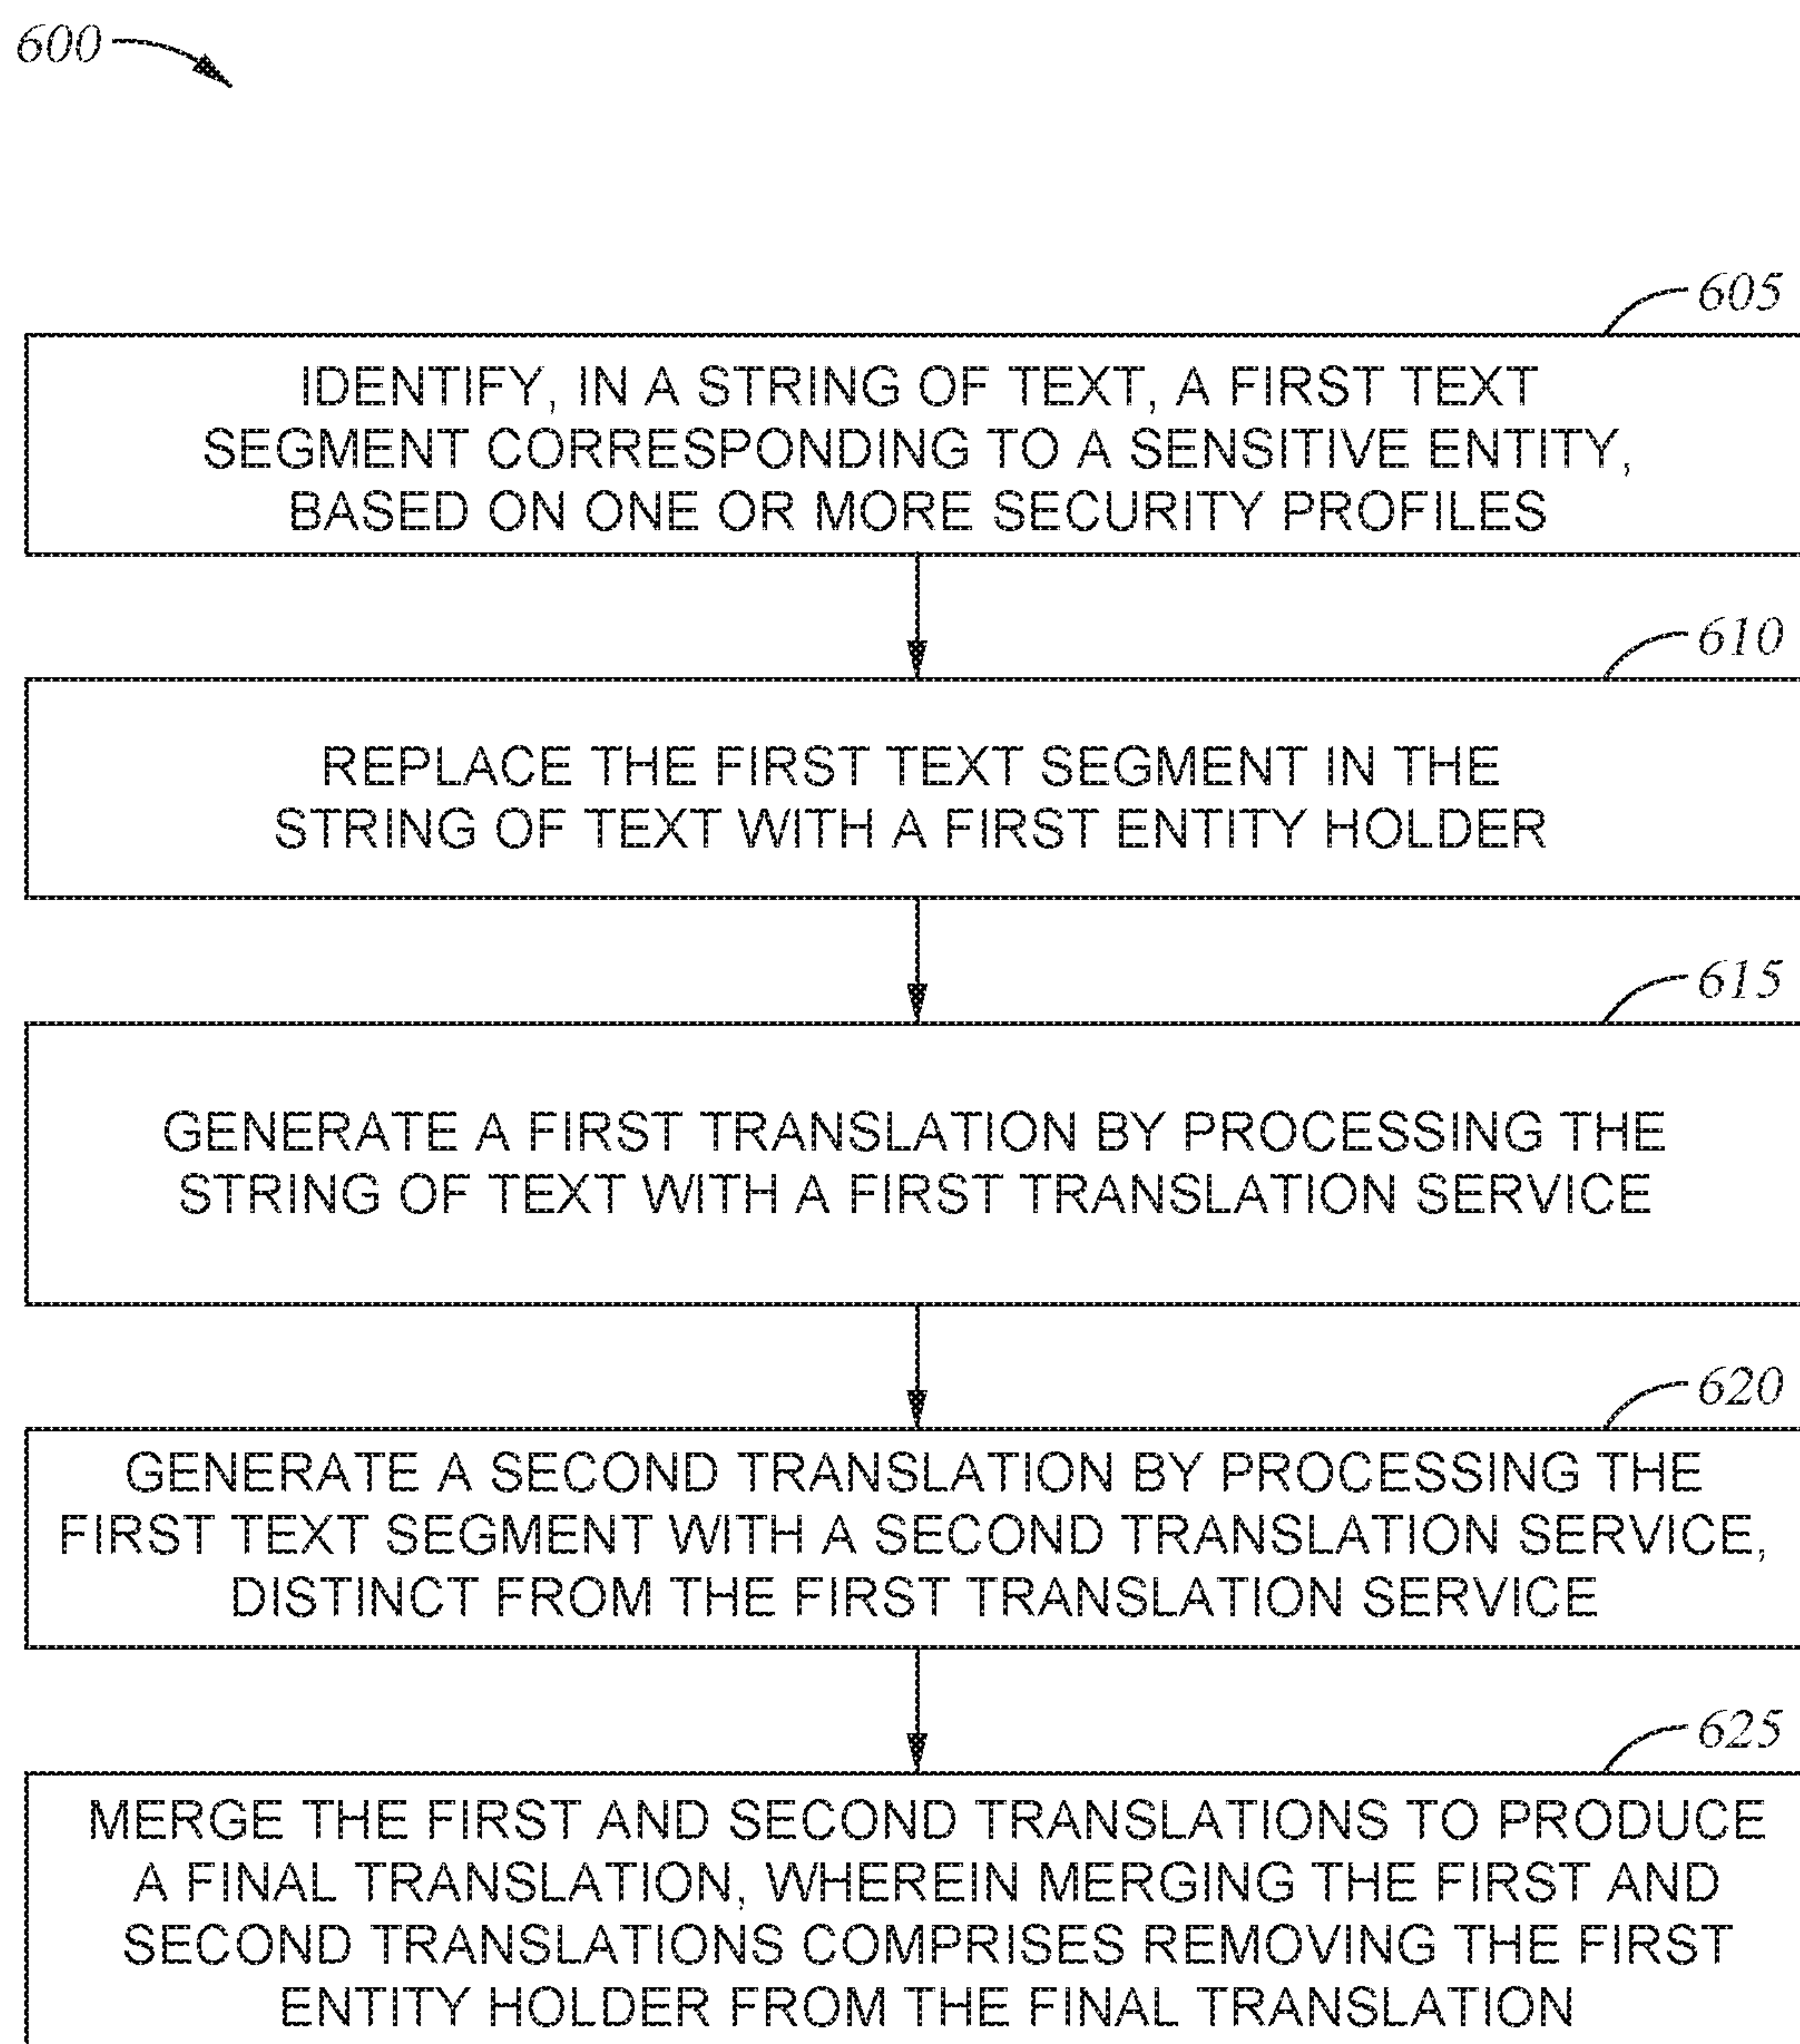 600
605
IDENTIFY, IN A STRING OF TEXT, A FIRST TEXT
SEGMENT CORRESPONDING TO A SENSITIVE ENTITY,
BASED ON ONE OR MORE SECURITY PROFILES
610
REPLACE THE FIRST TEXT SEGMENT IN THE
STRING OF TEXT WITH A FIRST ENTITY HOLDER
615
GENERATE A FIRST TRANSLATION BY PROCESSING THE
STRING OF TEXT WITH A FIRST TRANSLATION SERVICE
620
GENERATE A SECOND TRANSLATION BY PROCESSING THE
FIRST TEXT SEGMENT WITH A SECOND TRANSLATION SERVICE,
DISTINCT FROM THE FIRST TRANSLATION SERVICE
625
MERGE THE FIRST AND SECOND TRANSLATIONS TO PRODUCE
A FINAL TRANSLATION, WHEREIN MERGING THE FIRST AND
SECOND TRANSLATIONS COMPRISES REMOVING THE FIRST
ENTITY HOLDER FROM THE FINAL TRANSLATION